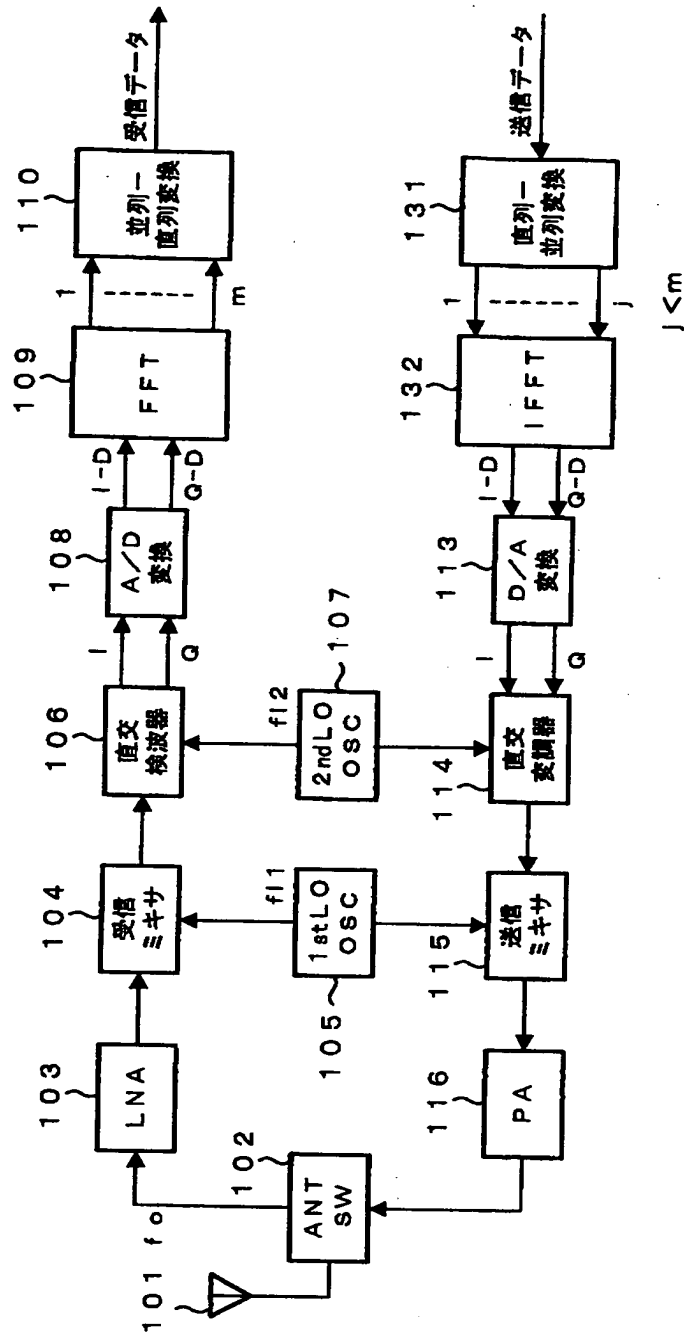 101
fo
102
ANT
SW
103
LNA
104
受信
ミキサ
fl1
1stLO
OSC
105
106
直交
検波器
fl2
2ndLO
OSC
107
I
Q
108
A/D
変換
I-D
Q-D
109
FFT
1
m
110
並列ー
直列変換
受信データ
送信データ
131
直列ー
並列変換
1
j
j<m
132
IFFT
I-D
Q-D
113
D/A
変換
I
Q
114
直交
変調器
115
送信
ミキサ
116
PA